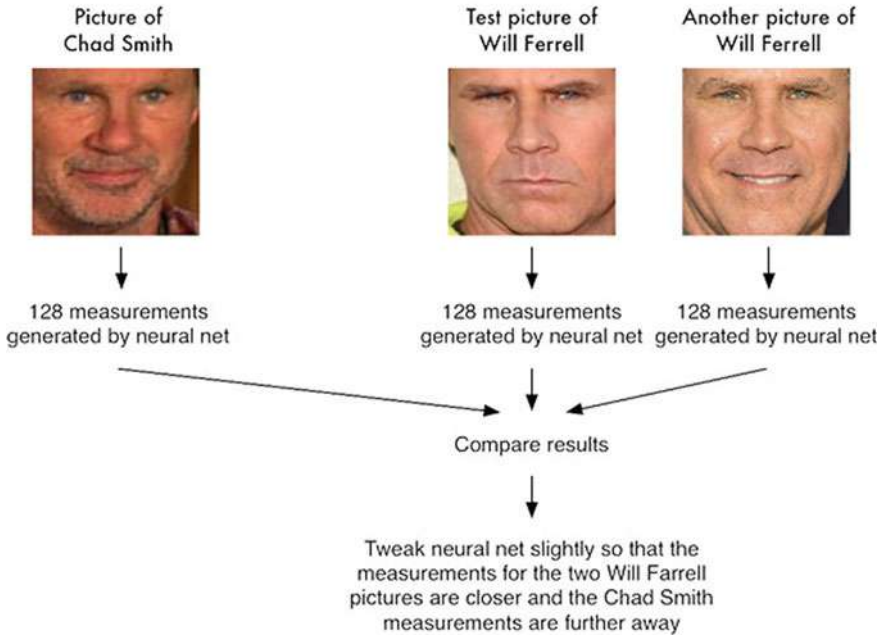 Picture of
Chad Smith
Test picture of
Will Ferrell
Another picture of
Will Ferrell
128 measurements
generated by neural net
128 measurements
generated by neural net
128 measurements
generated by neural net
Compare results
Tweak neural net slightly so that the
measurements for the two Will Farrell
pictures are closer and the Chad Smith
measurements are further away